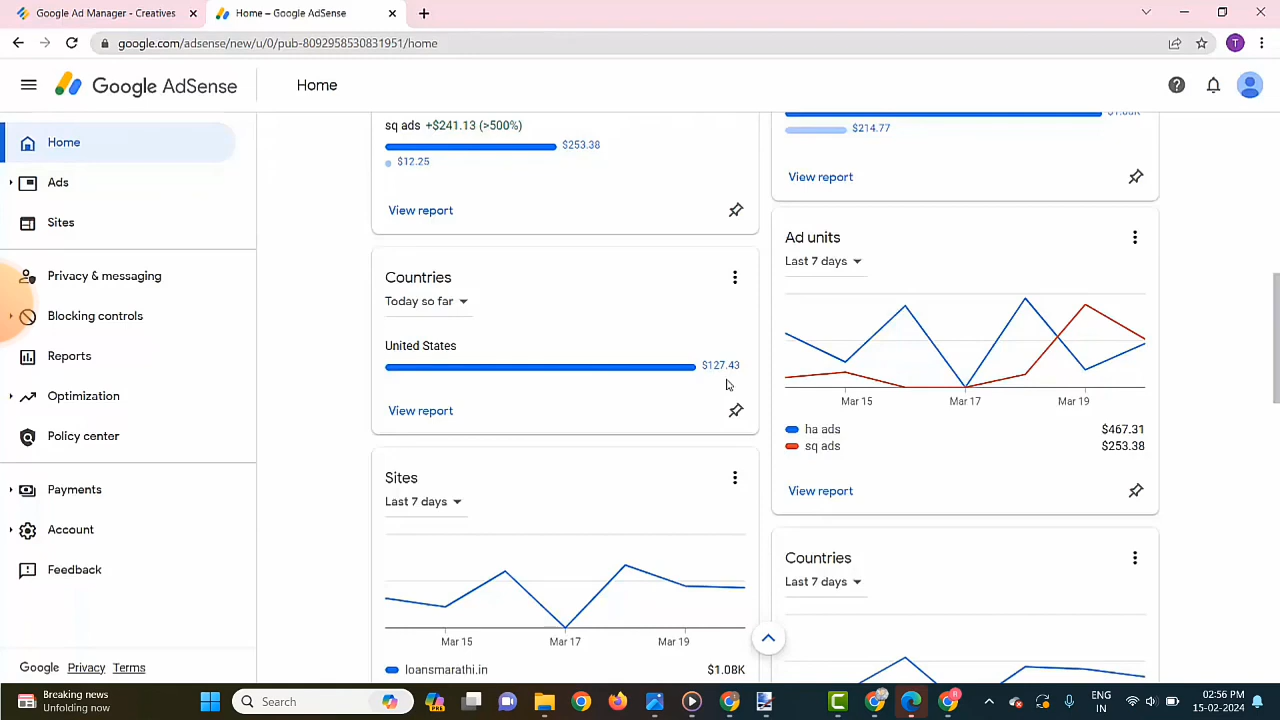 Google Ad Manager - Creatives
Home – Google AdSense
google.com/adsense/new/u/0/pub-8092958530831951/home
T
Google AdSense
Home
Home
Ads
Sites
Privacy & messaging
Blocking controls
Reports
Optimization
Policy center
Payments
Account
Feedback
Google Privacy Terms
sq ads +$241.13 (>500%)
$253.38
$12.25
View report
Countries
Today so far
United States
$127.43
View report
Sites
Last 7 days
Mar 15 Mar 17 Mar 19
loansmarathi.in $1.08K
$214.77
View report
Ad units
Last 7 days
Mar 15 Mar 17 Mar 19
ha ads $467.31
sq ads $253.38
View report
Countries
Last 7 days
Breaking news
Unfolding now
Search
PRE
ENG
IN
02:56 PM
15-02-2024